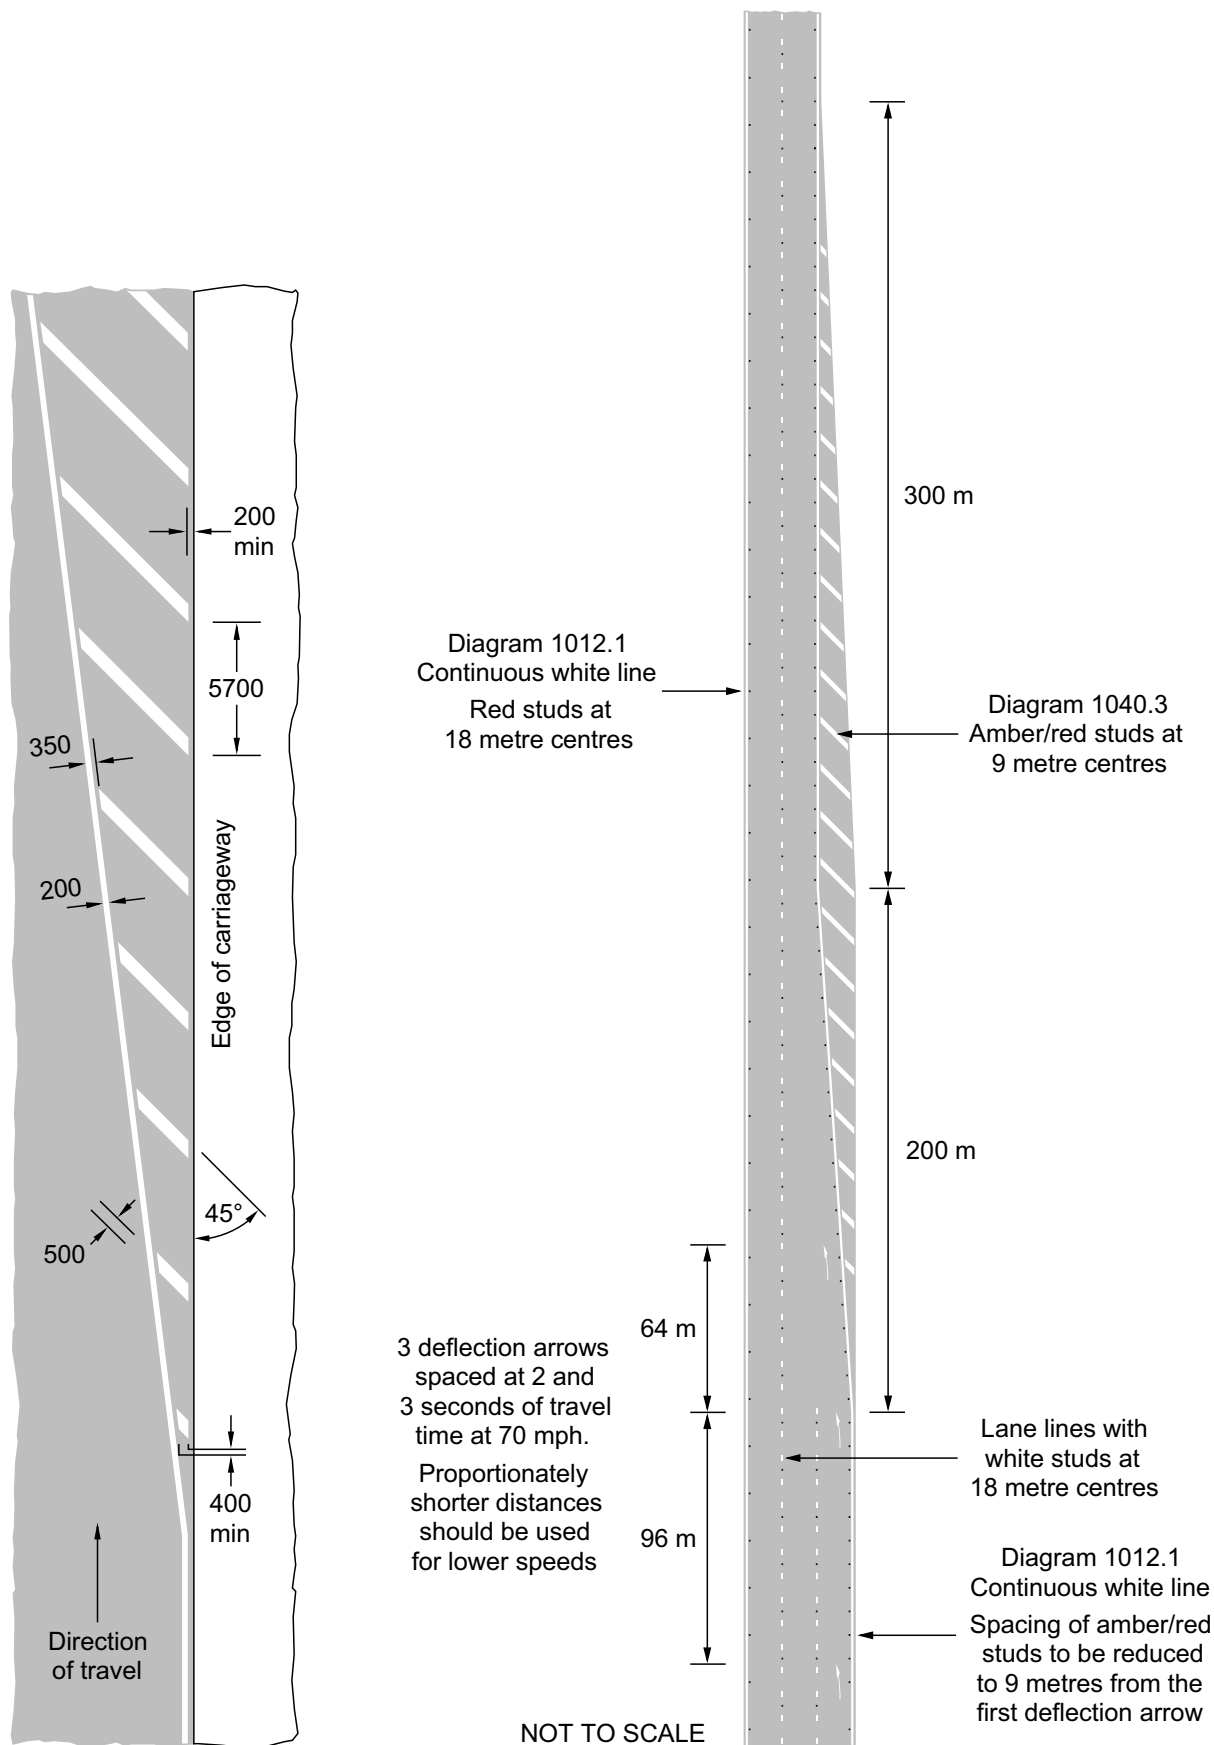 200
min
5700
350
200
Edge of carriageway
45°
500
400
min
Direction
of travel
300 m
Diagram 1012.1
Continuous white line
Red studs at
18 metre centres
Diagram 1040.3
Amber/red studs at
9 metre centres
200 m
64 m
3 deflection arrows
spaced at 2 and
3 seconds of travel
time at 70 mph.
Proportionately
shorter distances
should be used
for lower speeds
96 m
Lane lines with
white studs at
18 metre centres
Diagram 1012.1
Continuous white line
Spacing of amber/red
studs to be reduced
to 9 metres from the
first deflection arrow
NOT TO SCALE